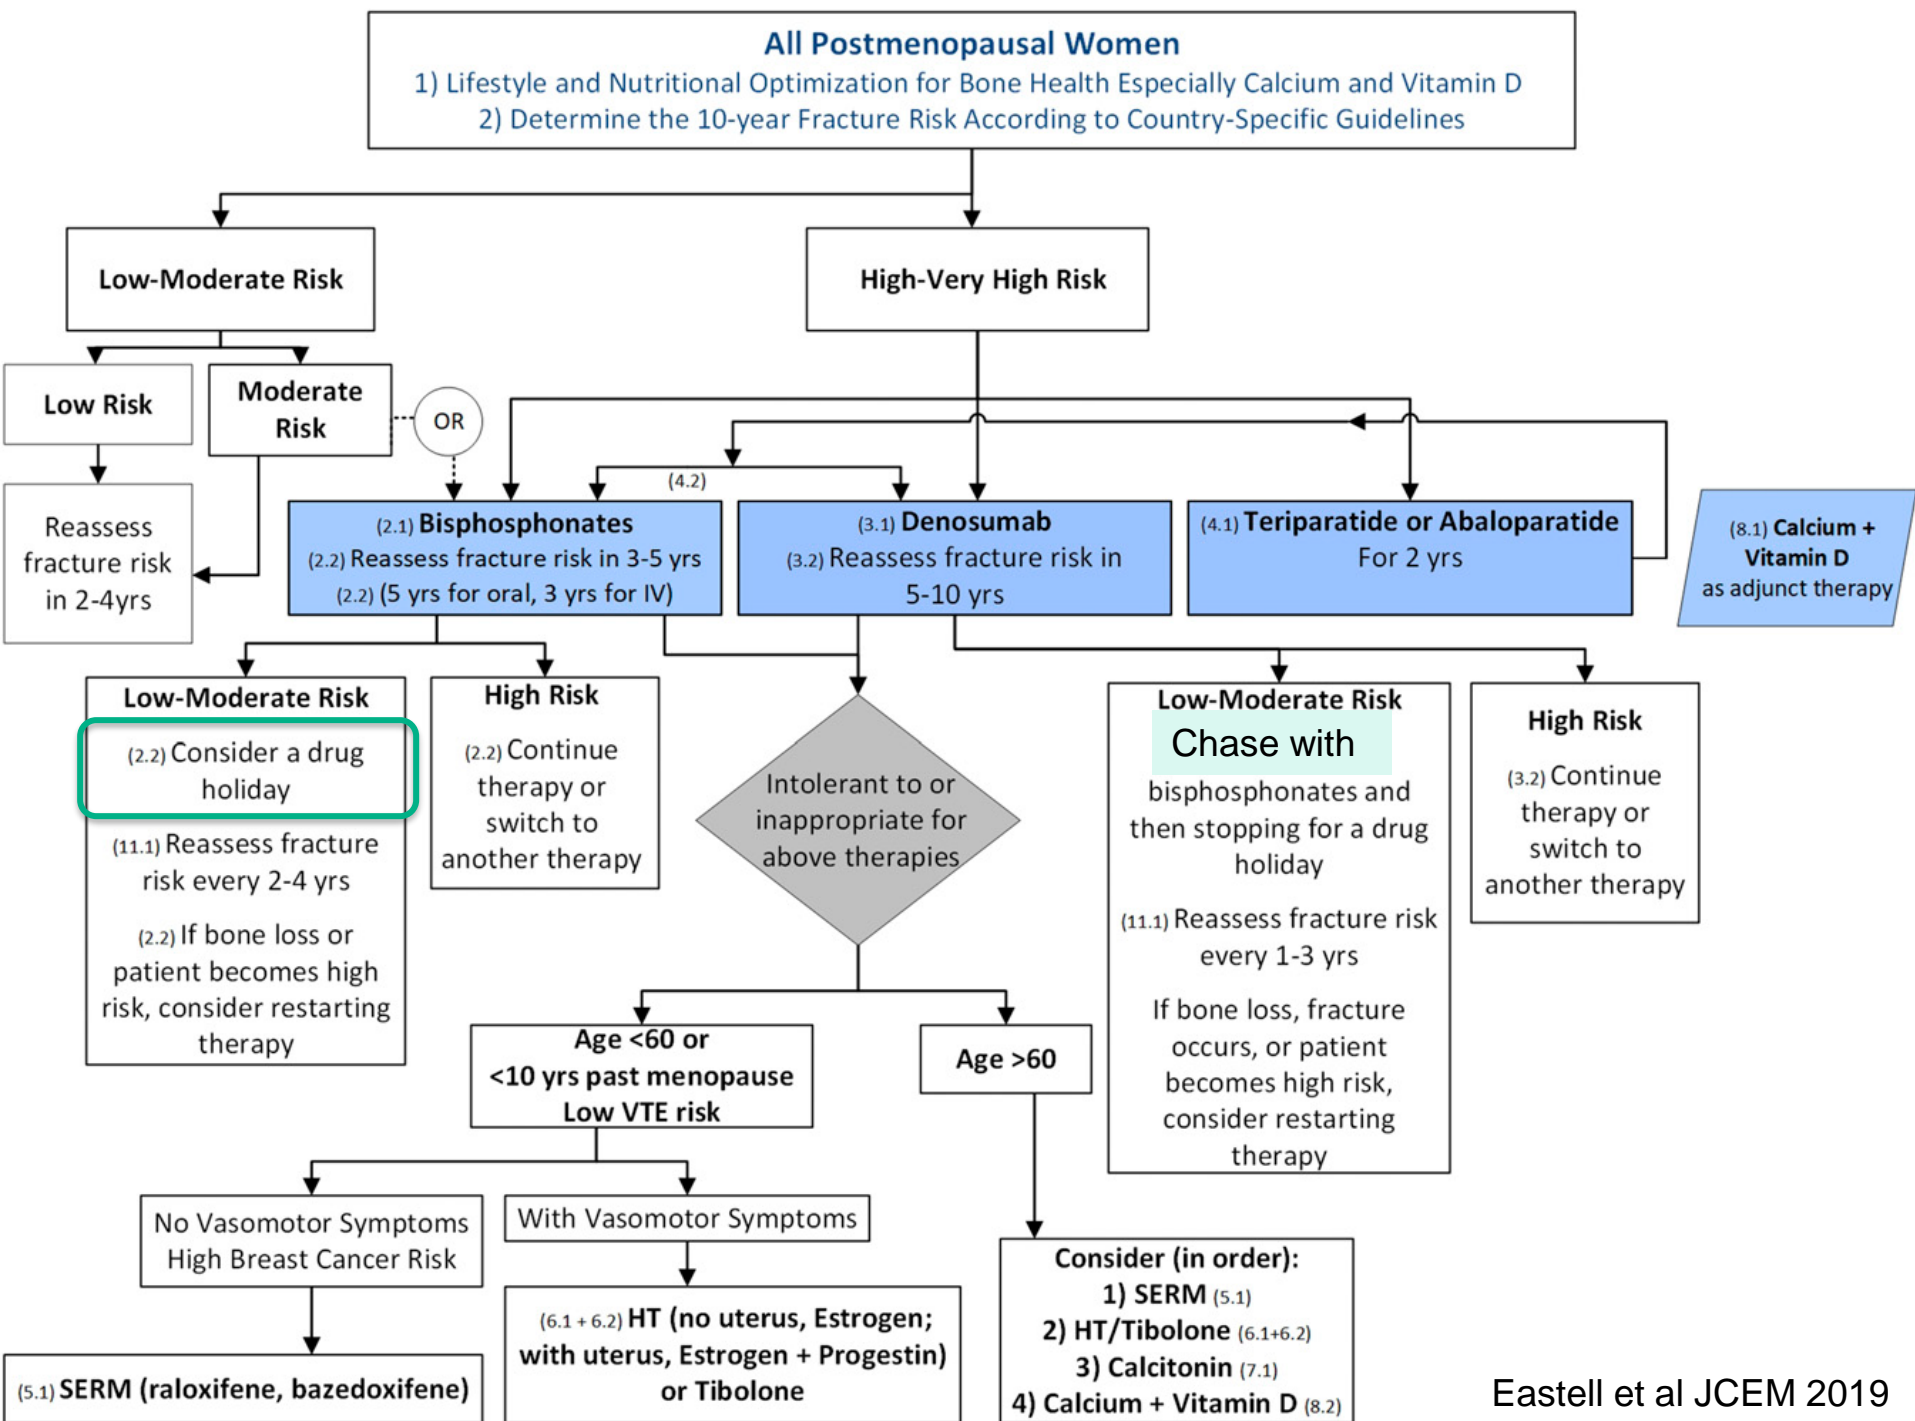 All Postmenopausal Women
1) Lifestyle and Nutritional Optimization for Bone Health Especially Calcium and Vitamin D
2) Determine the 10-year Fracture Risk According to Country-Specific Guidelines
Low-Moderate Risk
High-Very High Risk
Low Risk
Moderate
Risk
OR
Reassess
fracture risk
in 2-4yrs
(4.2)
(2.1) Bisphosphonates
(2.2) Reassess fracture risk in 3-5 yrs
(2.2) (5 yrs for oral, 3 yrs for IV)
(3.1) Denosumab
(3.2) Reassess fracture risk in
5-10 yrs
(4.1) Teriparatide or Abaloparatide
For 2 yrs
(8.1) Calcium +
Vitamin D
as adjunct therapy
Low-Moderate Risk
(2.2) Consider a drug
holiday
(11.1) Reassess fracture
risk every 2-4 yrs
(2.2) If bone loss or
patient becomes high
risk, consider restarting
therapy
High Risk
(2.2) Continue
therapy or
switch to
another therapy
Intolerant to or
inappropriate for
above therapies
Low-Moderate Risk
Chase with
bisphosphonates and
then stopping for a drug
holiday
(11.1) Reassess fracture risk
every 1-3 yrs
If bone loss, fracture
occurs, or patient
becomes high risk,
consider restarting
therapy
High Risk
(3.2) Continue
therapy or
switch to
another therapy
Age <60 or
<10 yrs past menopause
Low VTE risk
Age >60
No Vasomotor Symptoms
High Breast Cancer Risk
With Vasomotor Symptoms
(5.1) SERM (raloxifene, bazedoxifene)
(6.1 + 6.2) HT (no uterus, Estrogen;
with uterus, Estrogen + Progestin)
or Tibolone
Consider (in order):
1) SERM (5.1)
2) HT/Tibolone (6.1+6.2)
3) Calcitonin (7.1)
4) Calcium + Vitamin D (8.2)
Eastell et al JCEM 2019